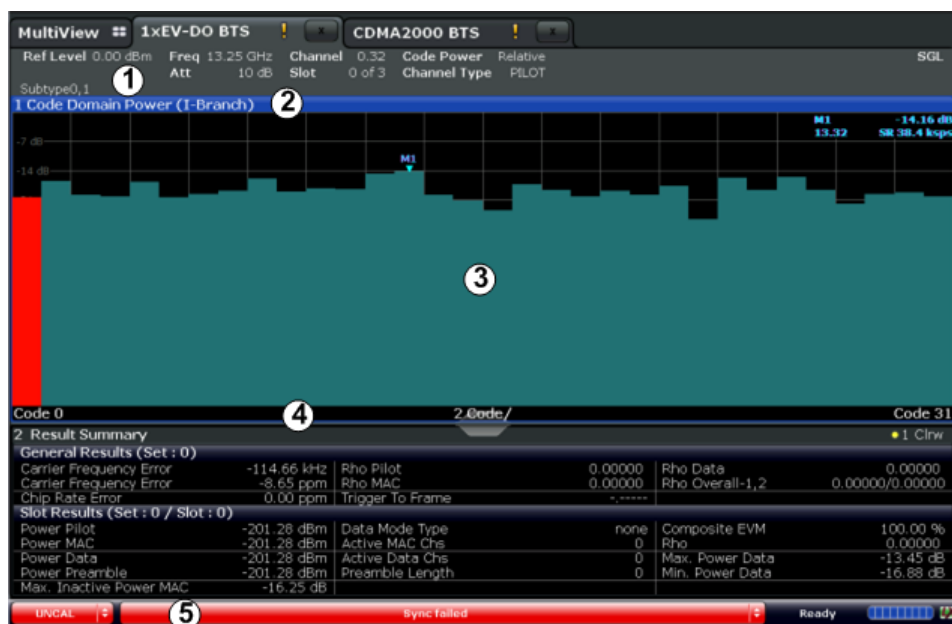 MultiView 1xEV-DO BTS ! x CDMA2000 BTS ! x
Ref Level 0.00 dBm Freq 13.25 GHz Channel 0.32 Code Power Relative SGL
1 Att 10 dB Slot 0 of 3 Channel Type PILOT
Subtype0,1
1 Code Domain Power (I-Branch) 2
M1 -14.16 dB
13.32 SR 38.4 ksps
-7 dB
M1
-14 dB
3
Code 0 4 2 Code/ Code 31
2 Result Summary 1 Clrw
General Results (Set : 0)
Carrier Frequency Error -114.66 kHz Rho Pilot 0.00000 Rho Data 0.00000
Carrier Frequency Error -8.65 ppm Rho MAC 0.00000 Rho Overall-1,2 0.00000/0.00000
Chip Rate Error 0.00 ppm Trigger To Frame -.-----
Slot Results (Set : 0 / Slot : 0)
Power Pilot -201.28 dBm Data Mode Type none Composite EVM 100.00 %
Power MAC -201.28 dBm Active MAC Chs 0 Rho 0.00000
Power Data -201.28 dBm Active Data Chs 0 Max. Power Data -13.45 dB
Power Preamble -201.28 dBm Preamble Length 0 Min. Power Data -16.88 dB
Max. Inactive Power MAC -16.25 dB
UNCAL 5 Sync failed Ready